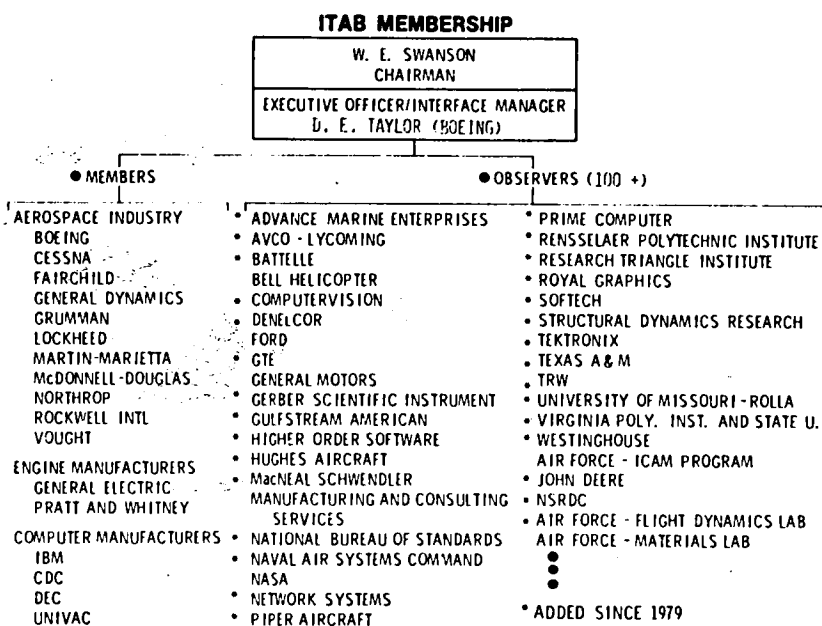 ITAB MEMBERSHIP
W. E. SWANSON
CHAIRMAN
EXECUTIVE OFFICER/INTERFACE MANAGER
D. E. TAYLOR (BOEING)
● MEMBERS
AEROSPACE INDUSTRY
BOEING
CESSNA
FAIRCHILD
GENERAL DYNAMICS
GRUMMAN
LOCKHEED
MARTIN-MARIETTA
McDONNELL-DOUGLAS
NORTHROP
ROCKWELL INTL
VOUGHT
ENGINE MANUFACTURERS
GENERAL ELECTRIC
PRATT AND WHITNEY
COMPUTER MANUFACTURERS
IBM
CDC
DEC
UNIVAC
● OBSERVERS (100 +)
* ADVANCE MARINE ENTERPRISES
* AVCO - LYCOMING
* BATTELLE
BELL HELICOPTER
* COMPUTERVISION
* DENELCOR
FORD
* GTE
GENERAL MOTORS
* GERBER SCIENTIFIC INSTRUMENT
* GULFSTREAM AMERICAN
* HIGHER ORDER SOFTWARE
* HUGHES AIRCRAFT
* MacNEAL SCHWENDLER
MANUFACTURING AND CONSULTING
SERVICES
* NATIONAL BUREAU OF STANDARDS
* NAVAL AIR SYSTEMS COMMAND
NASA
* NETWORK SYSTEMS
* PIPER AIRCRAFT
* PRIME COMPUTER
* RENSSELAER POLYTECHNIC INSTITUTE
* RESEARCH TRIANGLE INSTITUTE
* ROYAL GRAPHICS
* SOFTECH
* STRUCTURAL DYNAMICS RESEARCH
* TEKTRONIX
* TEXAS A & M
* TRW
* UNIVERSITY OF MISSOURI - ROLLA
* VIRGINIA POLY. INST. AND STATE U.
* WESTINGHOUSE
AIR FORCE - ICAM PROGRAM
* JOHN DEERE
* NSRDC
* AIR FORCE - FLIGHT DYNAMICS LAB
AIR FORCE - MATERIALS LAB
●
●
●
* ADDED SINCE 1979